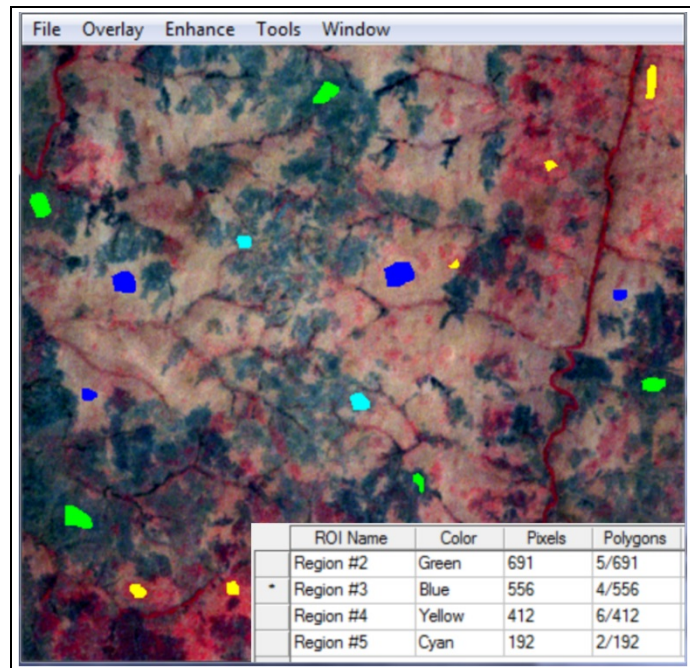 File Overlay Enhance Tools Window
ROI Name Color Pixels Polygons
Region #2 Green 691 5/691
* Region #3 Blue 556 4/556
Region #4 Yellow 412 6/412
Region #5 Cyan 192 2/192